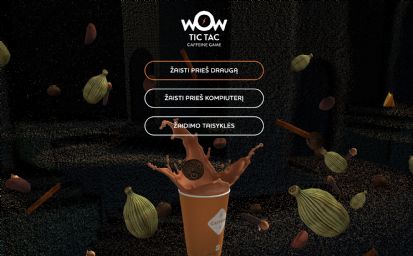 WOW
TIC TAC
CAFFEINE GAME
ŽAISTI PRIEŠ DRAUGĄ
ŽAISTI PRIEŠ KOMPIUTERĮ
ŽAIDIMO TAISYKLĖS